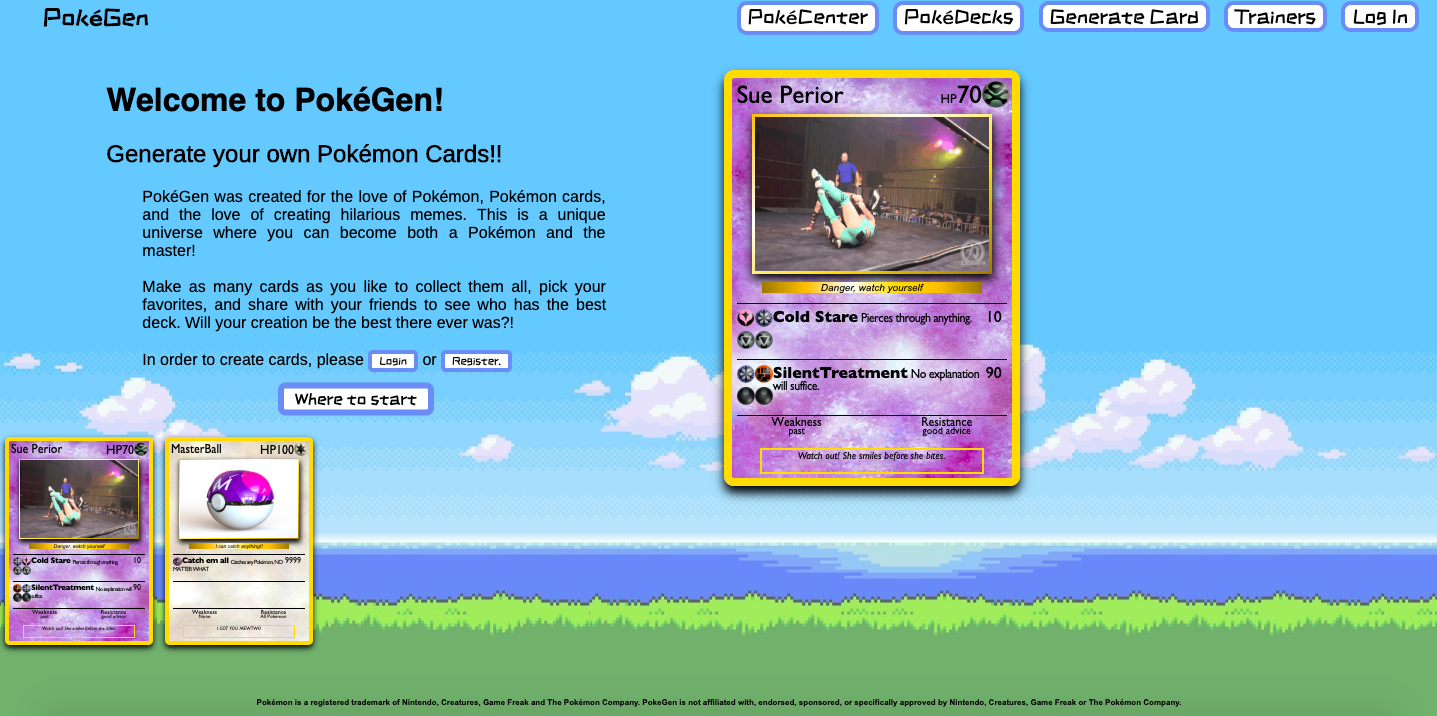 PokéGen
PokéCenter
PokéDecks
Generate Card
Trainers
Log In
Welcome to PokéGen!
Generate your own Pokémon Cards!!
PokéGen was created for the love of Pokémon, Pokémon cards,
and the love of creating hilarious memes. This is a unique
universe where you can become both a Pokémon and the
master!
Make as many cards as you like to collect them all, pick your
favorites, and share with your friends to see who has the best
deck. Will your creation be the best there ever was?!
In order to create cards, please Login or Register.
Where to start
Sue Perior HP70
Danger, watch yourself
Cold Stare Pierces through anything. 10
SilentTreatment No explanation 90
will suffice.
Weakness Resistance
past good advice
Watch out! She smiles before she bites.
Sue Perior HP70
Danger, watch yourself
Cold Stare Pierces through anything. 10
SilentTreatment No explanation will 90
suffice.
Weakness Resistance
past good advice
Watch out! She smiles before she bites.
MasterBall HP100
M
I can catch anything!!
Catch em all Catches any Pokémon, NO 9999
MATTER WHAT
Weakness Resistance
None All Pokémon
I GOT YOU MEWTWO
Pokémon is a registered trademark of Nintendo, Creatures, Game Freak and The Pokémon Company. PokeGen is not affiliated with, endorsed, sponsored, or specifically approved by Nintendo, Creatures, Game Freak or The Pokémon Company.